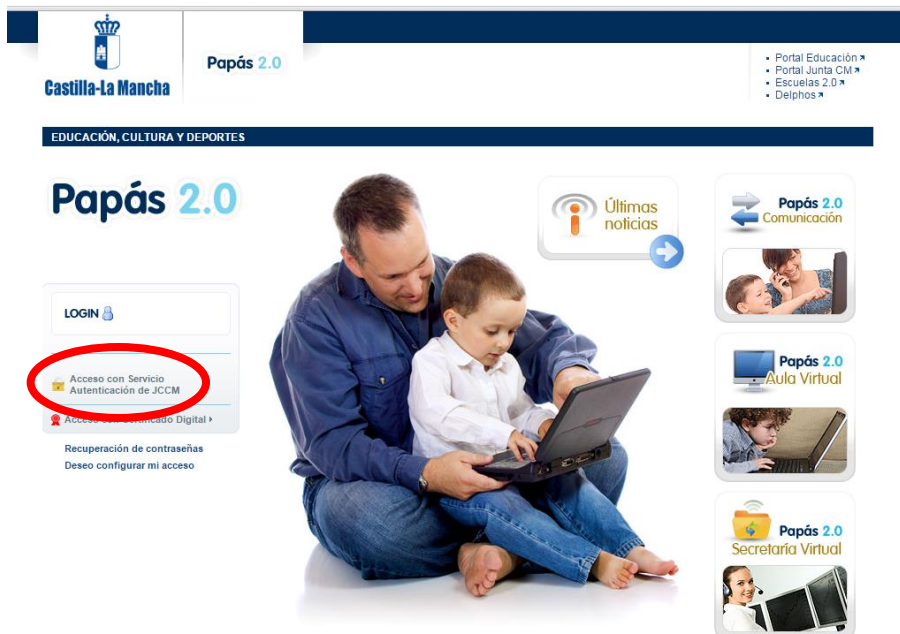 Castilla-La Mancha
Papás 2.0
Portal Educación
Portal Junta CM
Escuelas 2.0
Delphos
EDUCACIÓN, CULTURA Y DEPORTES
Papás 2.0
LOGIN
Acceso con Servicio
Autenticación de JCCM
Acceso con Certificado Digital
Recuperación de contraseñas
Deseo configurar mi acceso
Últimas
noticias
Papás 2.0
Comunicación
Papás 2.0
Aula Virtual
Papás 2.0
Secretaría Virtual